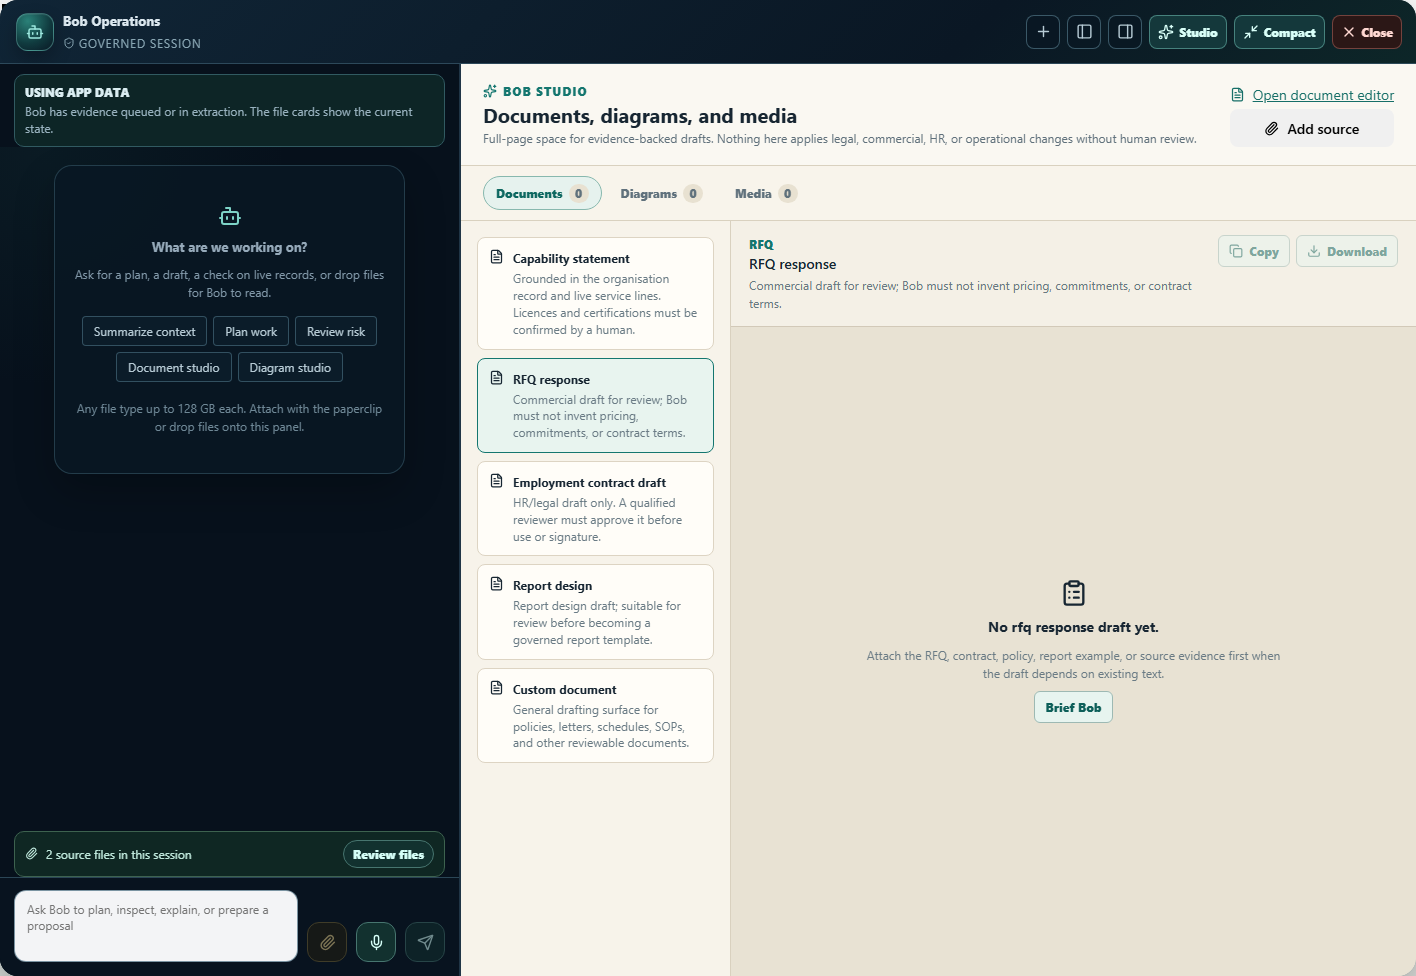 Bob Operations
GOVERNED SESSION
Studio
Compact
Close
USING APP DATA
Bob has evidence queued or in extraction. The file cards show the current
state.
What are we working on?
Ask for a plan, a draft, a check on live records, or drop files
for Bob to read.
Summarize context
Plan work
Review risk
Document studio
Diagram studio
Any file type up to 128 GB each. Attach with the paperclip
or drop files onto this panel.
2 source files in this session
Review files
Ask Bob to plan, inspect, explain, or prepare a
proposal
BOB STUDIO
Documents, diagrams, and media
Full-page space for evidence-backed drafts. Nothing here applies legal, commercial, HR, or operational changes without human review.
Open document editor
Add source
Documents 0
Diagrams 0
Media 0
Capability statement
Grounded in the organisation
record and live service lines.
Licences and certifications must be
confirmed by a human.
RFQ response
Commercial draft for review; Bob
must not invent pricing,
commitments, or contract terms.
Employment contract draft
HR/legal draft only. A qualified
reviewer must approve it before
use or signature.
Report design
Report design draft; suitable for
review before becoming a
governed report template.
Custom document
General drafting surface for
policies, letters, schedules, SOPs,
and other reviewable documents.
RFQ
RFQ response
Commercial draft for review; Bob must not invent pricing, commitments, or contract
terms.
Copy
Download
No rfq response draft yet.
Attach the RFQ, contract, policy, report example, or source evidence first when
the draft depends on existing text.
Brief Bob